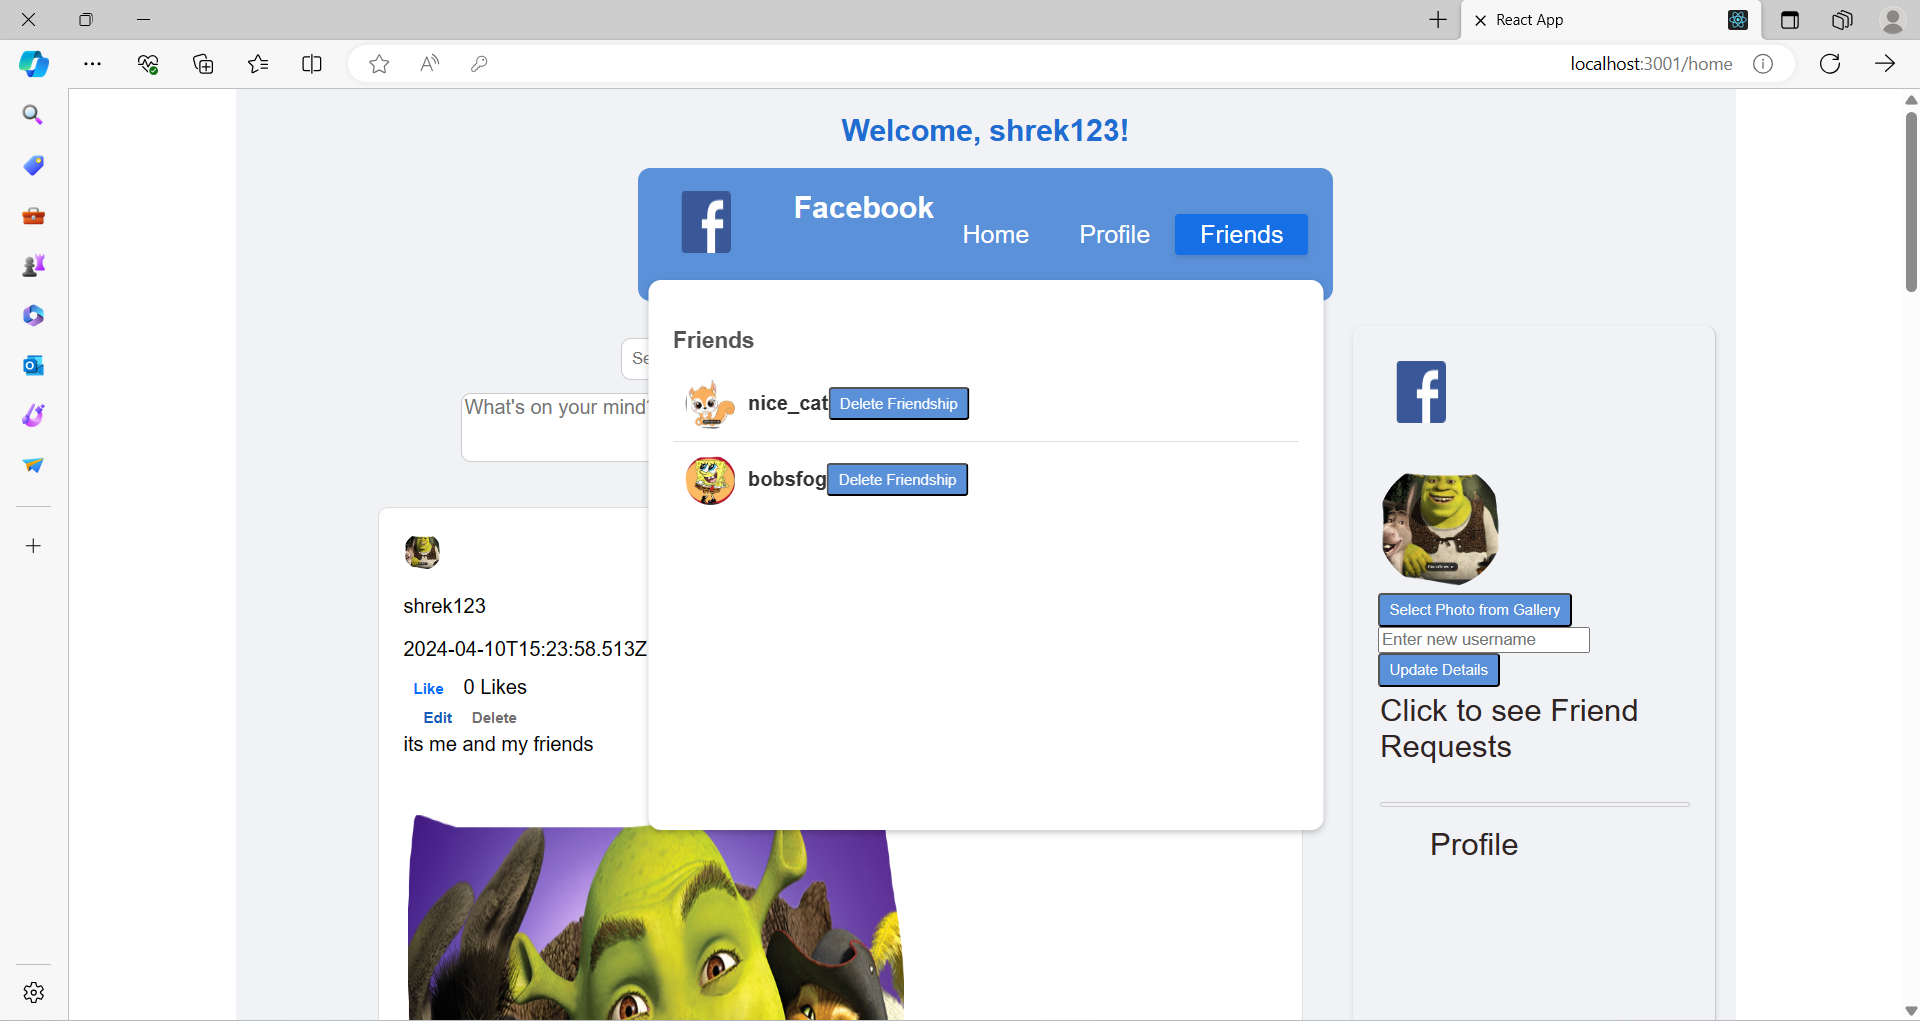 React App
localhost:3001/home
Welcome, shrek123!
Facebook
Home
Profile
Friends
Friends
nice_cat
Delete Friendship
bobsfog
Delete Friendship
Se
What's on your mind?
shrek123
2024-04-10T15:23:58.513Z
Like
0 Likes
Edit
Delete
its me and my friends
Select Photo from Gallery
Enter new username
Update Details
Click to see Friend
Requests
Profile